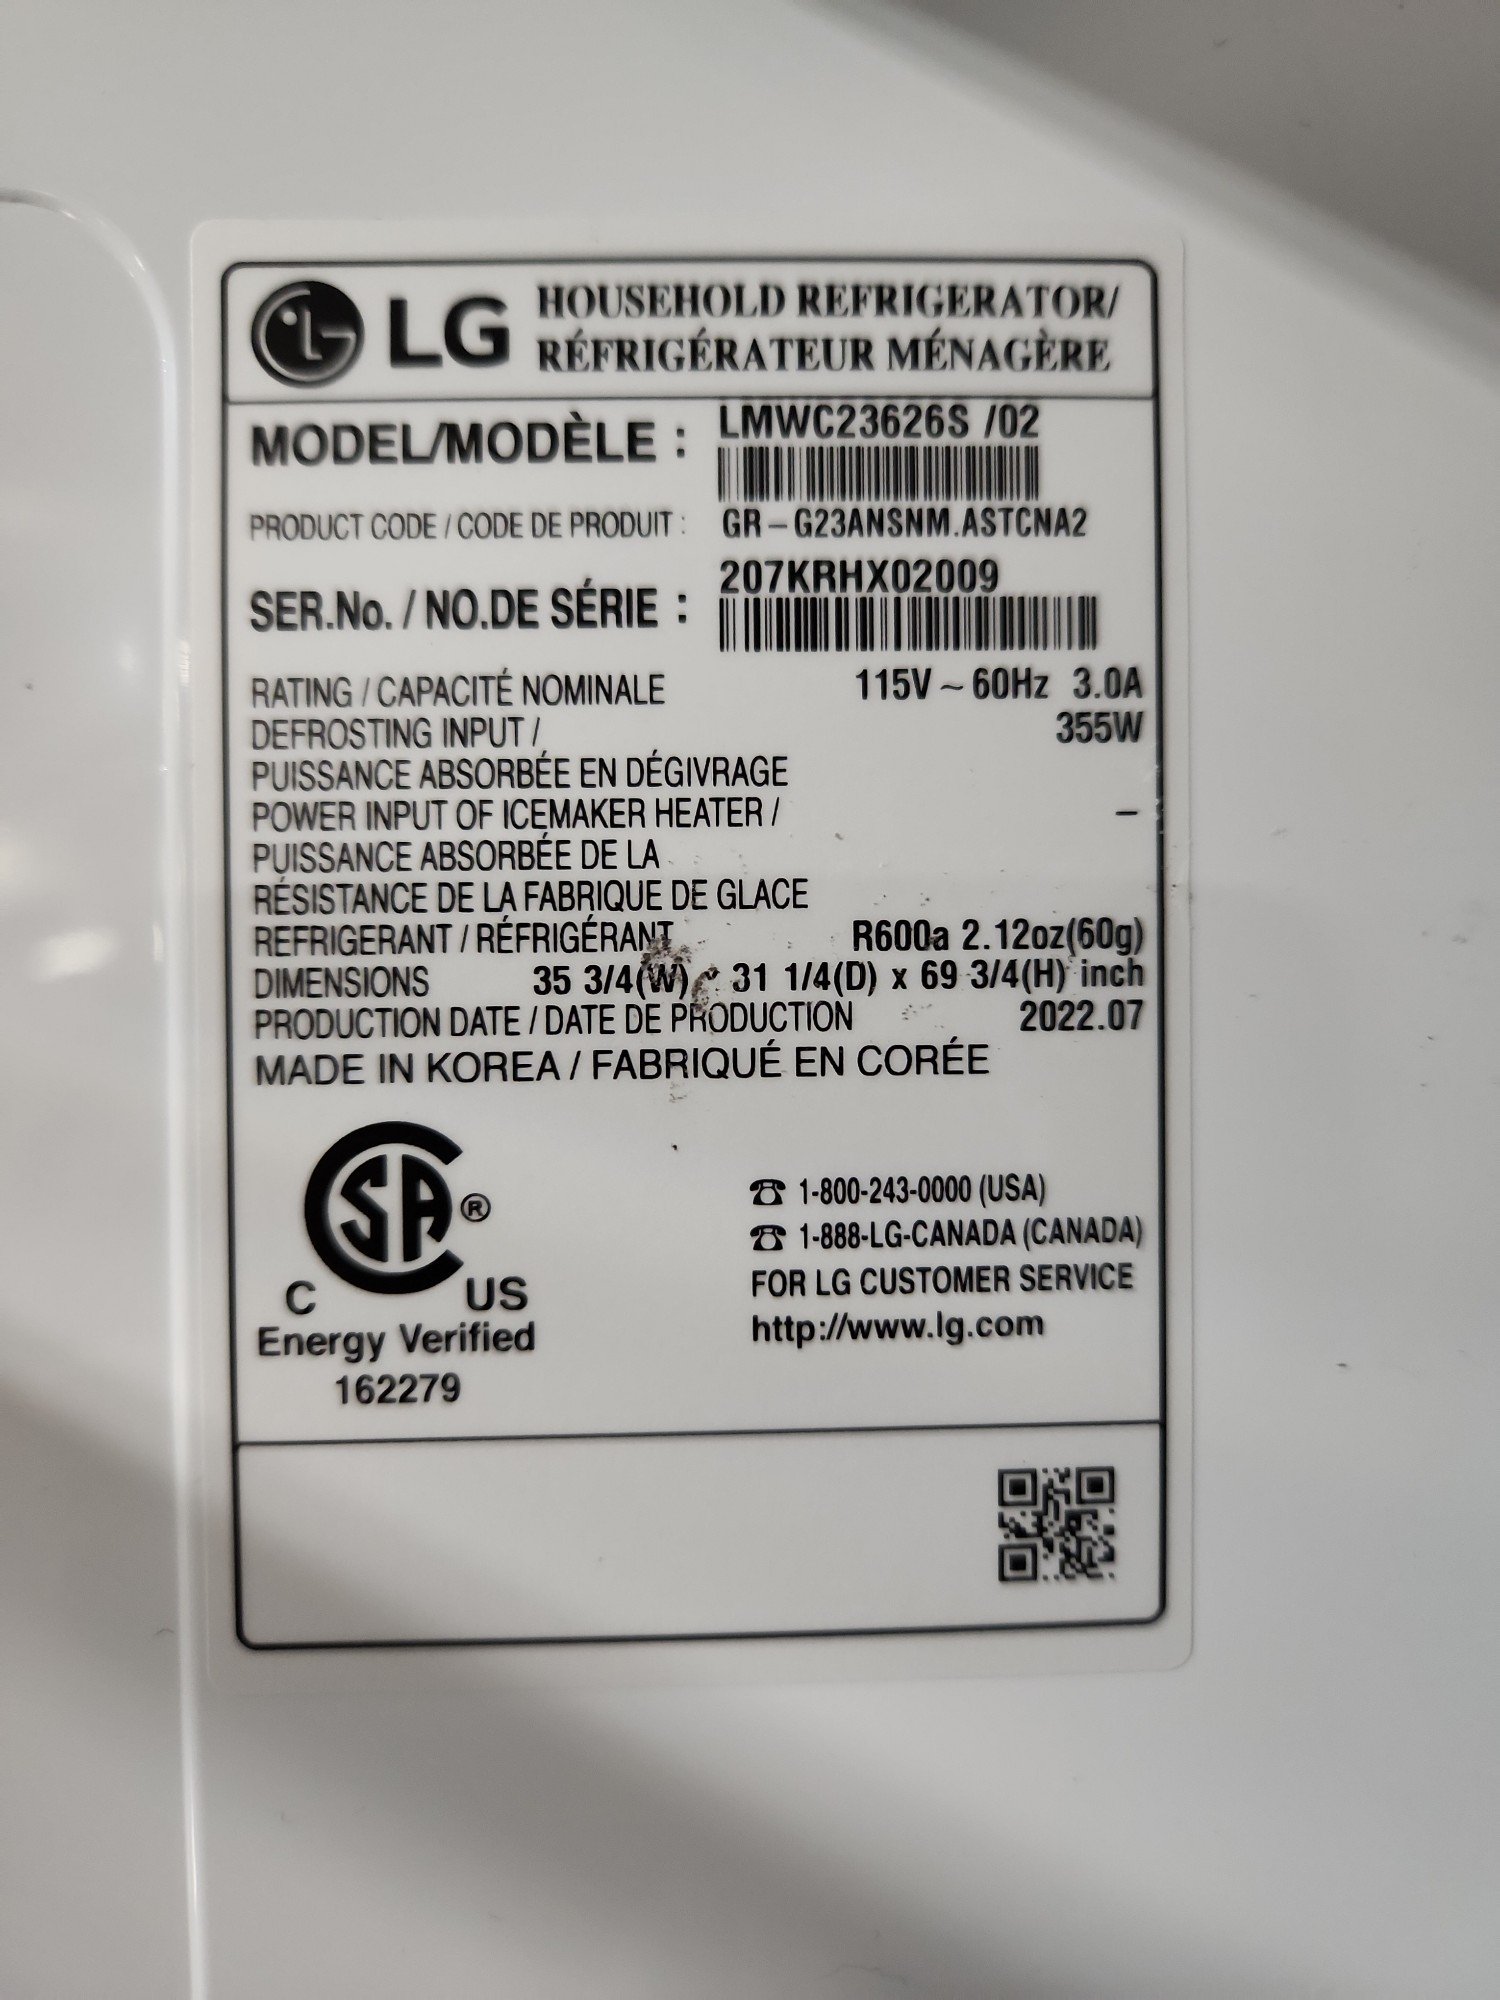 LG HOUSEHOLD REFRIGERATOR/
RÉFRIGÉRATEUR MÉNAGÈRE
MODEL/MODÈLE : LMWC23626S /02
PRODUCT CODE / CODE DE PRODUIT : GR-G23ANSNM.ASTCNA2
SER.No. / NO.DE SÉRIE : 207KRHX02009
RATING / CAPACITÉ NOMINALE 115V ~ 60Hz 3.0A
DEFROSTING INPUT / 355W
PUISSANCE ABSORBÉE EN DÉGIVRAGE
POWER INPUT OF ICEMAKER HEATER / –
PUISSANCE ABSORBÉE DE LA
RÉSISTANCE DE LA FABRIQUE DE GLACE
REFRIGERANT / RÉFRIGÉRANT R600a 2.12oz(60g)
DIMENSIONS 35 3/4(W) 31 1/4(D) x 69 3/4(H) inch
PRODUCTION DATE / DATE DE PRODUCTION 2022.07
MADE IN KOREA / FABRIQUÉ EN CORÉE
CSA ®
C US
Energy Verified
162279
☎ 1-800-243-0000 (USA)
☎ 1-888-LG-CANADA (CANADA)
FOR LG CUSTOMER SERVICE
http://www.lg.com